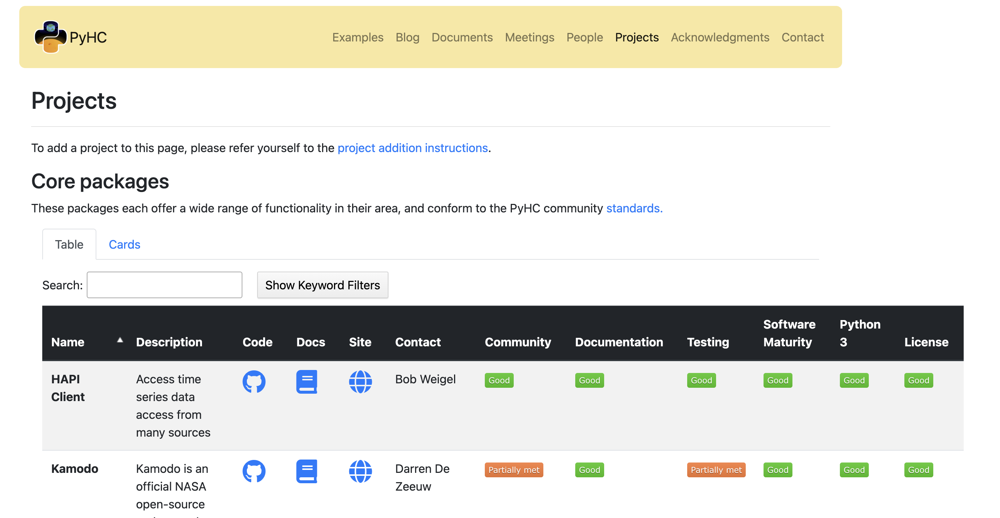 PyHC
Examples Blog Documents Meetings People Projects Acknowledgments Contact
Projects
To add a project to this page, please refer yourself to the project addition instructions.
Core packages
These packages each offer a wide range of functionality in their area, and conform to the PyHC community standards.
Table Cards
Search: Show Keyword Filters
Name ▲ Description Code Docs Site Contact Community Documentation Testing Software Maturity Python 3 License
HAPI Client
Access time
series data
access from
many sources
Bob Weigel
Good Good Good Good Good Good
Kamodo
Kamodo is an
official NASA
open-source
Darren De
Zeeuw
Partially met Good Partially met Good Good Good